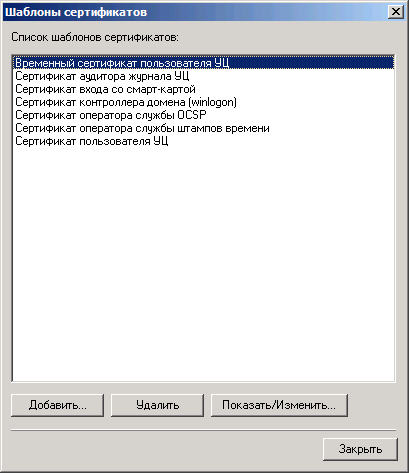 Шаблоны сертификатов
Список шаблонов сертификатов:
Временный сертификат пользователя УЦ
Сертификат аудитора журнала УЦ
Сертификат входа со смарт-картой
Сертификат контроллера домена (winlogon)
Сертификат оператора службы OCSP
Сертификат оператора службы штампов времени
Сертификат пользователя УЦ
Добавить... Удалить Показать/Изменить...
Закрыть